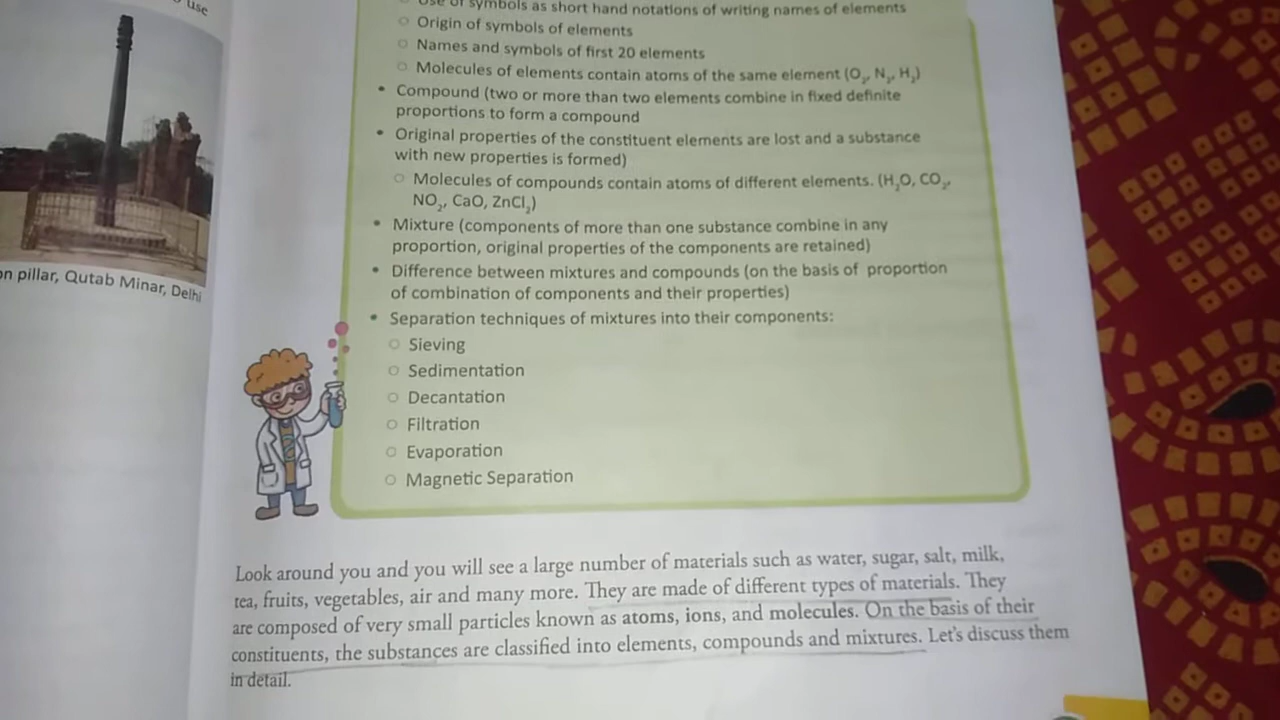 use
on pillar, Qutab Minar, Delhi
Use of symbols as short hand notations of writing names of elements
○ Origin of symbols of elements
○ Names and symbols of first 20 elements
○ Molecules of elements contain atoms of the same element (O₂, N₂, H₂)
• Compound (two or more than two elements combine in fixed definite
proportions to form a compound
• Original properties of the constituent elements are lost and a substance
with new properties is formed)
○ Molecules of compounds contain atoms of different elements. (H₂O, CO₂,
NO₂, CaO, ZnCl₂)
• Mixture (components of more than one substance combine in any
proportion, original properties of the components are retained)
• Difference between mixtures and compounds (on the basis of proportion
of combination of components and their properties)
• Separation techniques of mixtures into their components:
○ Sieving
○ Sedimentation
○ Decantation
○ Filtration
○ Evaporation
○ Magnetic Separation
Look around you and you will see a large number of materials such as water, sugar, salt, milk,
tea, fruits, vegetables, air and many more. They are made of different types of materials. They
are composed of very small particles known as atoms, ions, and molecules. On the basis of their
constituents, the substances are classified into elements, compounds and mixtures. Let's discuss them
in detail.